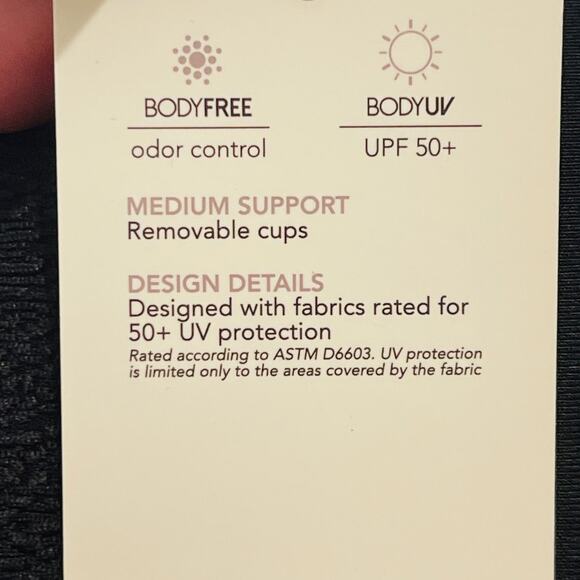 BODYFREE
odor control
BODYUV
UPF 50+
MEDIUM SUPPORT
Removable cups
DESIGN DETAILS
Designed with fabrics rated for
50+ UV protection
Rated according to ASTM D6603. UV protection
is limited only to the areas covered by the fabric